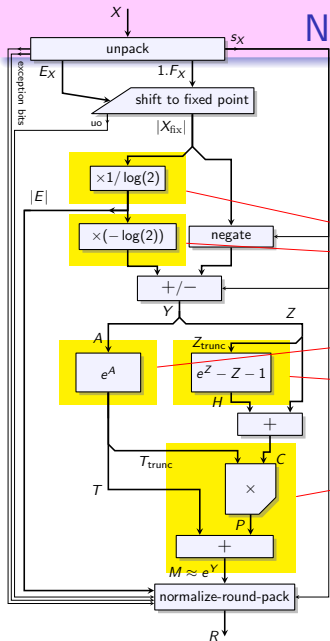 X
N
unpack
s_X
E_X
1.F_X
exception bits
shift to fixed point
ou
|X_fix|
×1/ log(2)
|E|
×(− log(2))
negate
+/−
Y
Z
A
Z_trunc
e^A
e^Z − Z − 1
H
+
T_trunc
C
T
×
P
+
M ≈ e^Y
normalize-round-pack
R